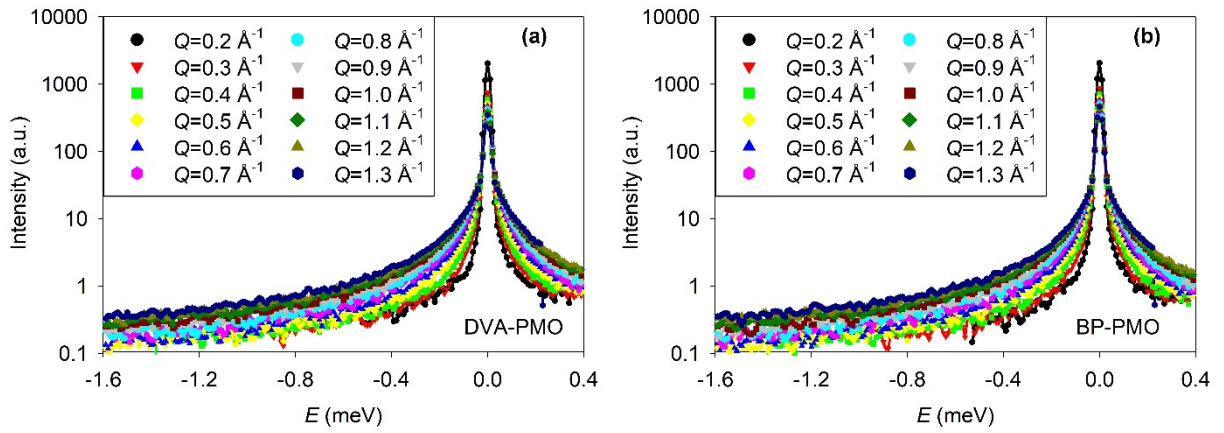 10000
1000
100
10
1
0.1
Intensity (a.u.)
Q=0.2 Å⁻¹ Q=0.8 Å⁻¹
Q=0.3 Å⁻¹ Q=0.9 Å⁻¹
Q=0.4 Å⁻¹ Q=1.0 Å⁻¹
Q=0.5 Å⁻¹ Q=1.1 Å⁻¹
Q=0.6 Å⁻¹ Q=1.2 Å⁻¹
Q=0.7 Å⁻¹ Q=1.3 Å⁻¹
(a)
DVA-PMO
-1.6 -1.2 -0.8 -0.4 0.0 0.4
E (meV)
10000
1000
100
10
1
0.1
Intensity (a.u.)
Q=0.2 Å⁻¹ Q=0.8 Å⁻¹
Q=0.3 Å⁻¹ Q=0.9 Å⁻¹
Q=0.4 Å⁻¹ Q=1.0 Å⁻¹
Q=0.5 Å⁻¹ Q=1.1 Å⁻¹
Q=0.6 Å⁻¹ Q=1.2 Å⁻¹
Q=0.7 Å⁻¹ Q=1.3 Å⁻¹
(b)
BP-PMO
-1.6 -1.2 -0.8 -0.4 0.0 0.4
E (meV)